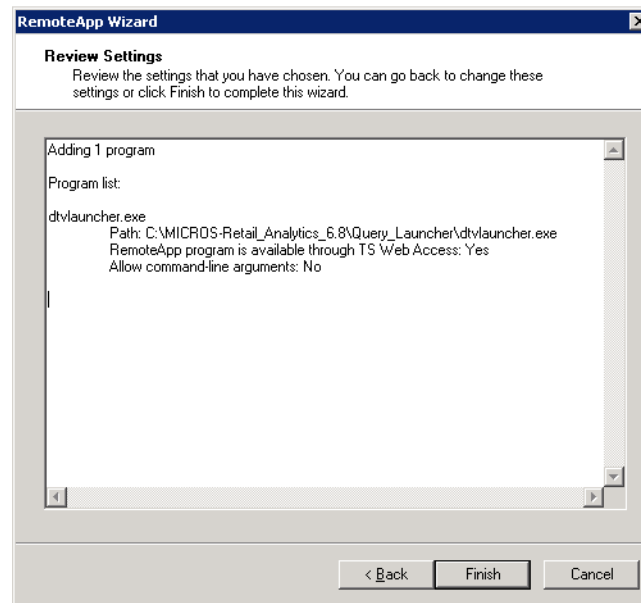 RemoteApp Wizard
Review Settings
Review the settings that you have chosen. You can go back to change these
settings or click Finish to complete this wizard.
Adding 1 program
Program list:
dtvlauncher.exe
Path: C:\MICROS-Retail_Analytics_6.8\Query_Launcher\dtvlauncher.exe
RemoteApp program is available through TS Web Access: Yes
Allow command-line arguments: No
< Back
Finish
Cancel